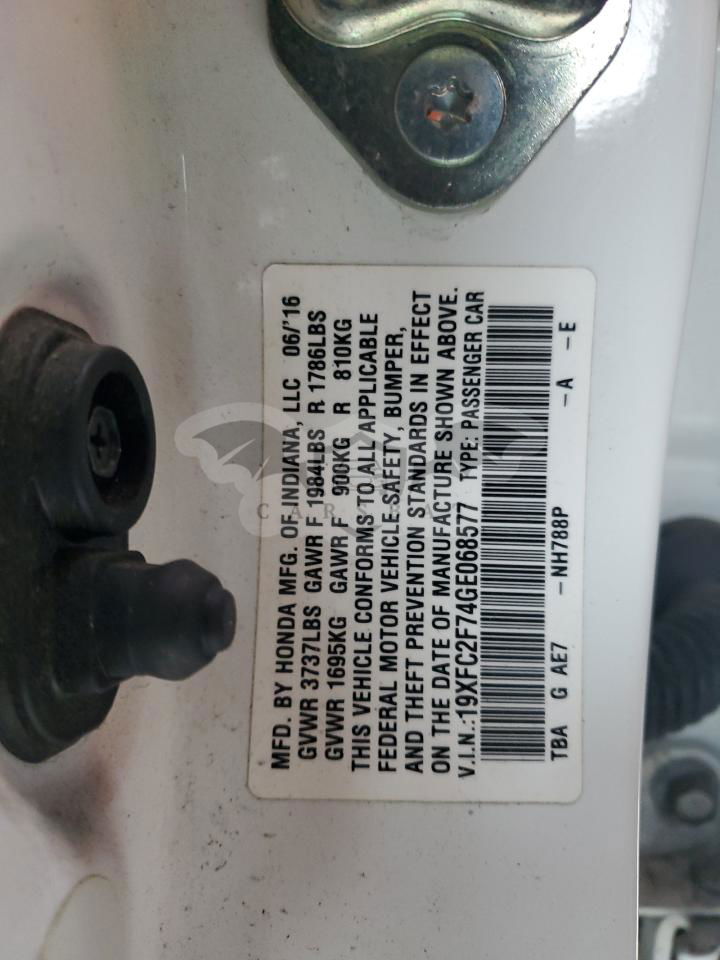 MFD. BY HONDA MFG. OF INDIANA, LLC 06/'16
GVWR 3737LBS GAWR F 1984LBS R 1786LBS
GVWR 1695KG GAWR F 900KG R 810KG
THIS VEHICLE CONFORMS TO ALL APPLICABLE
FEDERAL MOTOR VEHICLE SAFETY, BUMPER,
AND THEFT PREVENTION STANDARDS IN EFFECT
ON THE DATE OF MANUFACTURE SHOWN ABOVE.
V.I.N.:19XFC2F74GE068577 TYPE: PASSENGER CAR
TBA G AE7 -NH788P -A -E